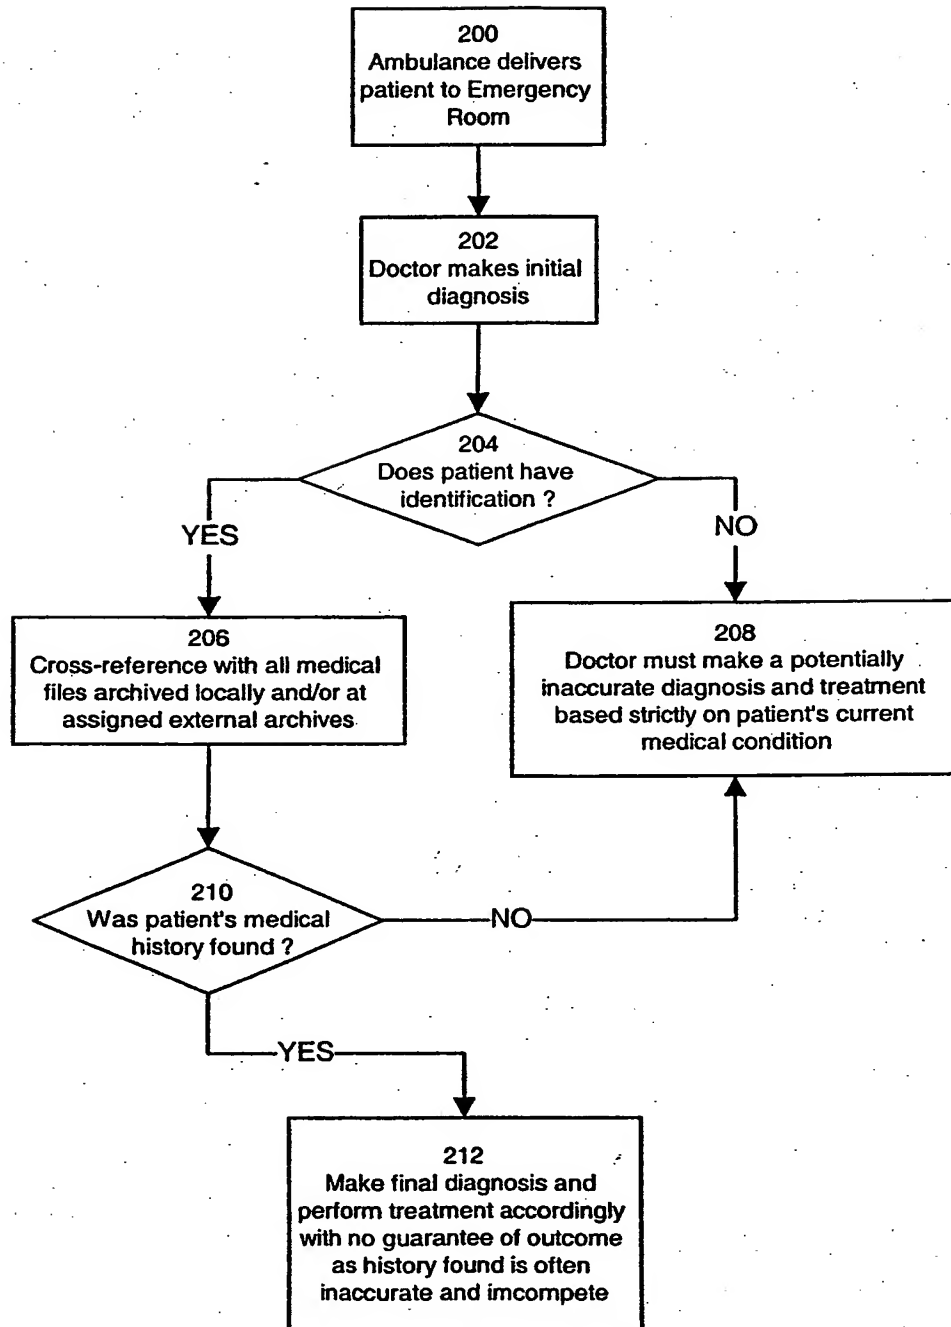 200
Ambulance delivers
patient to Emergency
Room
202
Doctor makes initial
diagnosis
204
Does patient have
identification ?
YES
NO
206
Cross-reference with all medical
files archived locally and/or at
assigned external archives
208
Doctor must make a potentially
inaccurate diagnosis and treatment
based strictly on patient's current
medical condition
210
Was patient's medical
history found ?
NO
YES
212
Make final diagnosis and
perform treatment accordingly
with no guarantee of outcome
as history found is often
inaccurate and imcompete